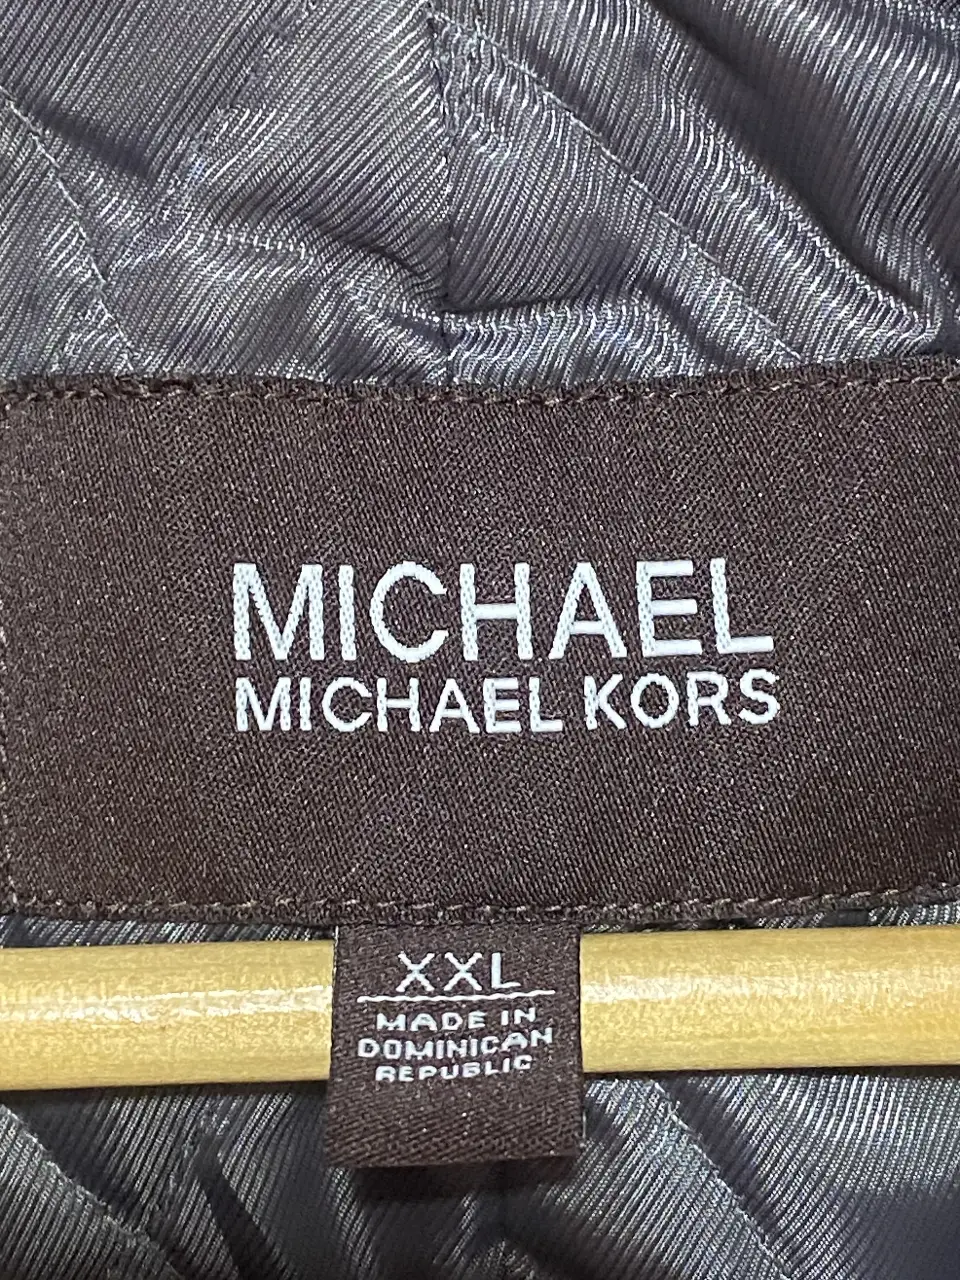 MICHAEL
MICHAEL KORS
XXL
MADE IN
DOMINICAN
REPUBLIC